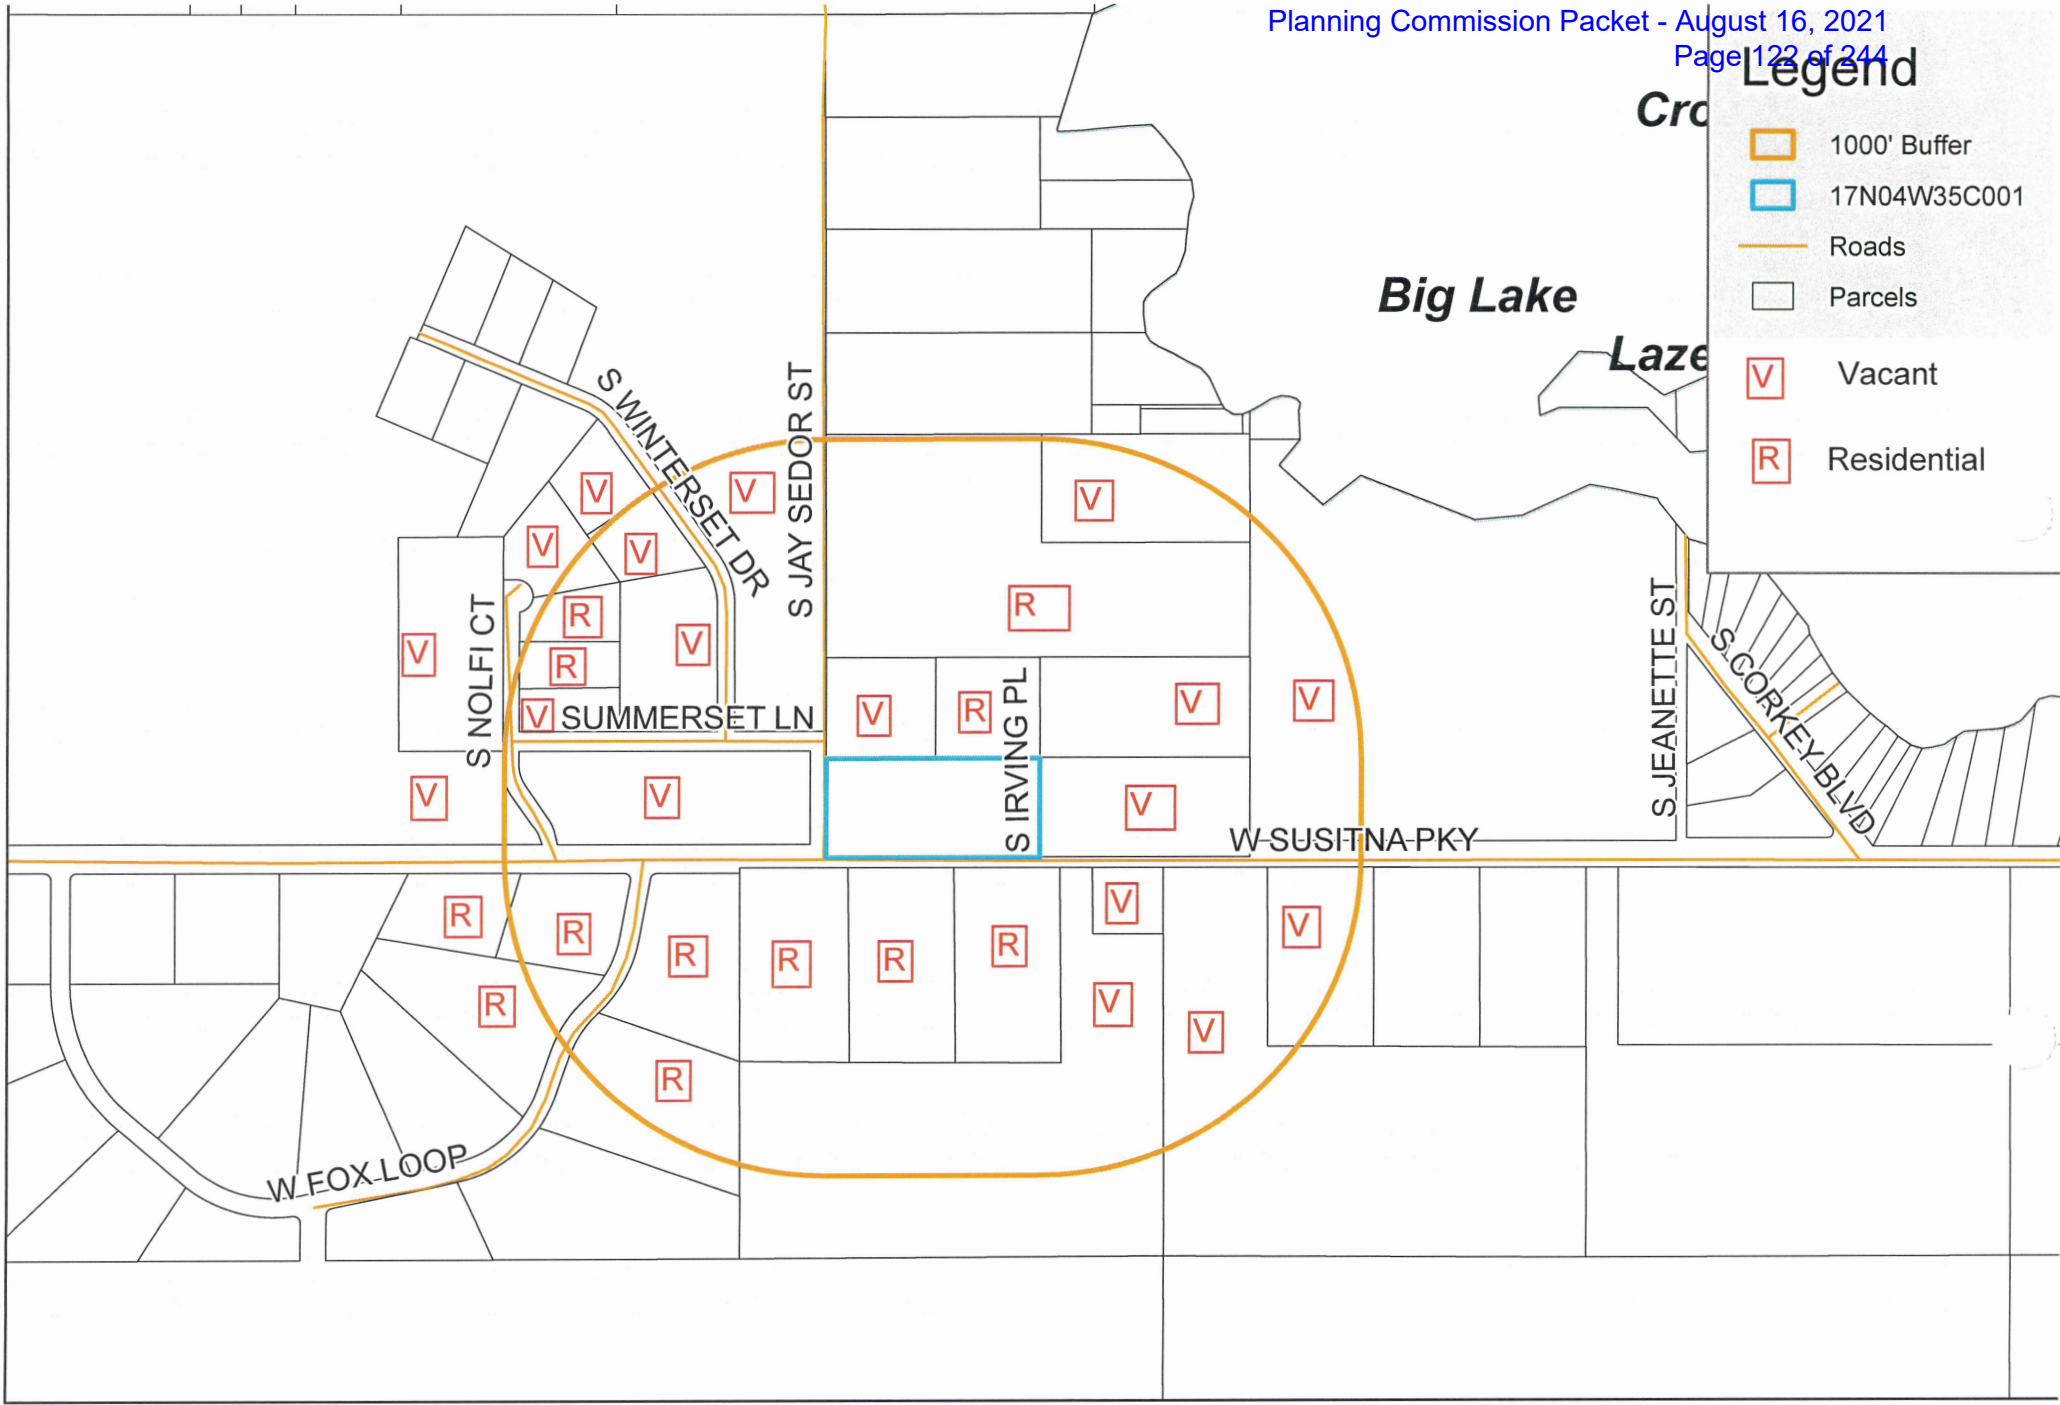 Planning Commission Packet - August 16, 2021
Page 122 of 244
Legend
Cro
1000' Buffer
17N04W35C001
Roads
Big Lake
Parcels
Laze
V Vacant
R Residential
S WINTERSET DR
S JAY SEDOR ST
V
V
V
V
V
S NOLFI CT
R
R
S JEANETTE ST
V
R
V
S CORKEY BLVD
V
SUMMERSET LN
V
R
S IRVING PL
V
V
V
V
V
W SUSITNA PKY
R
R
R
R
R
R
V
V
R
V
V
R
W FOX LOOP